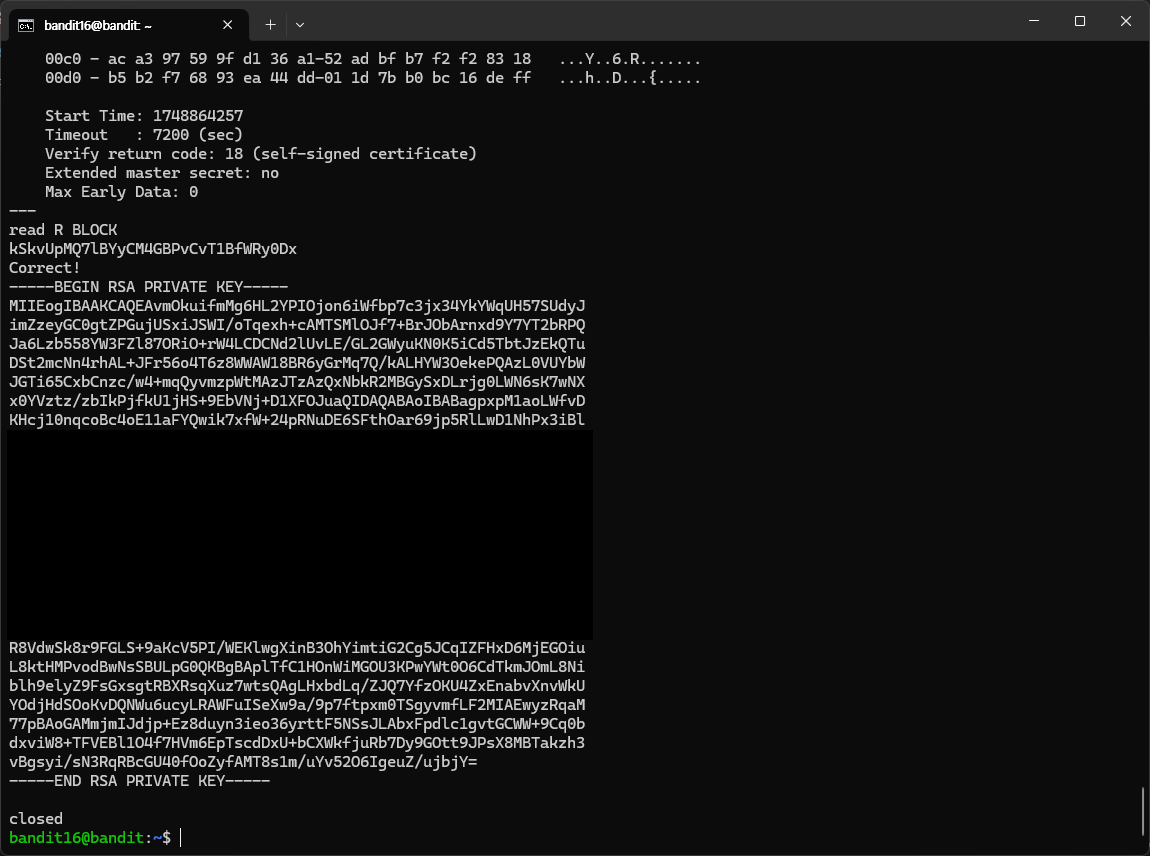 bandit16@bandit: ~
00c0 - ac a3 97 59 9f d1 36 a1-52 ad bf b7 f2 f2 83 18   ...Y..6.R.......
00d0 - b5 b2 f7 68 93 ea 44 dd-01 1d 7b b0 bc 16 de ff   ...h..D...{.....
Start Time: 1748864257
Timeout   : 7200 (sec)
Verify return code: 18 (self-signed certificate)
Extended master secret: no
Max Early Data: 0
---
read R BLOCK
kSkvUpMQ7lBYyCM4GBPvCvT1BfWRy0Dx
Correct!
-----BEGIN RSA PRIVATE KEY-----
MIIEogIBAAKCAQEAvmOkuifmMg6HL2YPIOjon6iWfbp7c3jx34YkYWqUH57SUdyJ
imZzeyGC0gtZPGujUSxiJSWI/oTqexh+cAMTSMlOJf7+BrJObArnxd9Y7YT2bRPQ
Ja6Lzb558YW3FZl87ORiO+rW4LCDCNd2lUvLE/GL2GWyuKN0K5iCd5TbtJzEkQTu
DSt2mcNn4rhAL+JFr56o4T6z8WWAW18BR6yGrMq7Q/kALHYW3OekePQAzL0VUYbW
JGTi65CxbCnzc/w4+mqQyvmzpWtMAzJTzAzQxNbkR2MBGySxDLrjg0LWN6sK7wNX
x0YVztz/zbIkPjfkU1jHS+9EbVNj+D1XFOJuaQIDAQABAoIBABagpxpM1aoLWfvD
KHcj10nqcoBc4oE11aFYQwik7xfW+24pRNuDE6SFthOar69jp5RlLwD1NhPx3iBl
R8VdwSk8r9FGLS+9aKcV5PI/WEKlwgXinB3OhYimtiG2Cg5JCqIZFHxD6MjEGOiu
L8ktHMPvodBwNsSBULpG0QKBgBAplTfC1HOnWiMGOU3KPwYWt0O6CdTkmJOmL8Ni
blh9elyZ9FsGxsgtRBXRsqXuz7wtsQAgLHxbdLq/ZJQ7YfzOKU4ZxEnabvXnvWkU
YOdjHdSOoKvDQNWu6ucyLRAWFuISeXw9a/9p7ftpxm0TSgyvmfLF2MIAEwyzRqaM
77pBAoGAMmjmIJdjp+Ez8duyn3ieo36yrttF5NSsJLAbxFpdlc1gvtGCWW+9Cq0b
dxviW8+TFVEBl1O4f7HVm6EpTscdDxU+bCXWkfjuRb7Dy9GOtt9JPsX8MBTakzh3
vBgsyi/sN3RqRBcGU40fOoZyfAMT8s1m/uYv52O6IgeuZ/ujbjY=
-----END RSA PRIVATE KEY-----
closed
bandit16@bandit:~$